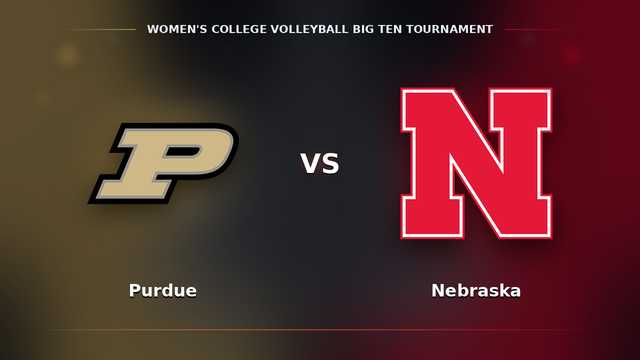 WOMEN'S COLLEGE VOLLEYBALL BIG TEN TOURNAMENT
P
VS
N
Purdue
Nebraska